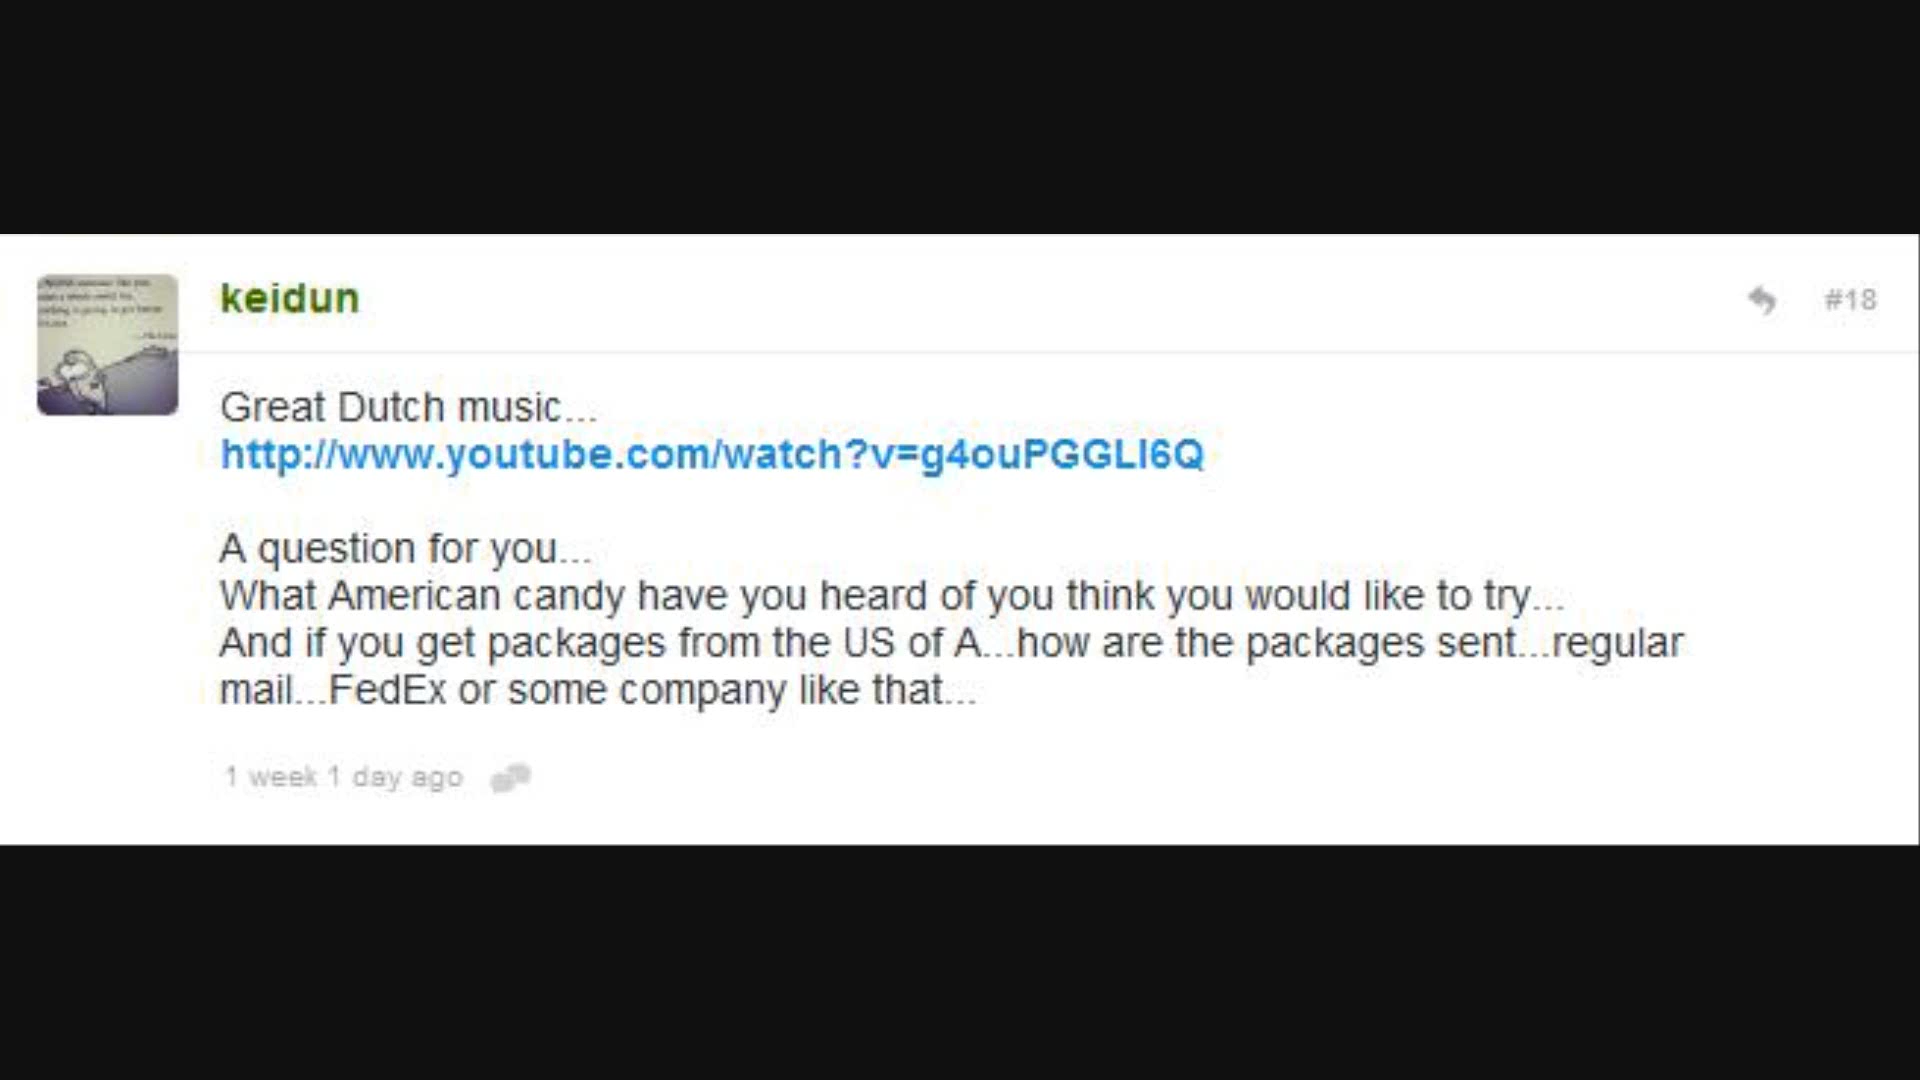 keidun
#18
Great Dutch music...
http://www.youtube.com/watch?v=g4ouPGGLI6Q
A question for you...
What American candy have you heard of you think you would like to try...
And if you get packages from the US of A...how are the packages sent...regular
mail...FedEx or some company like that...
1 week 1 day ago